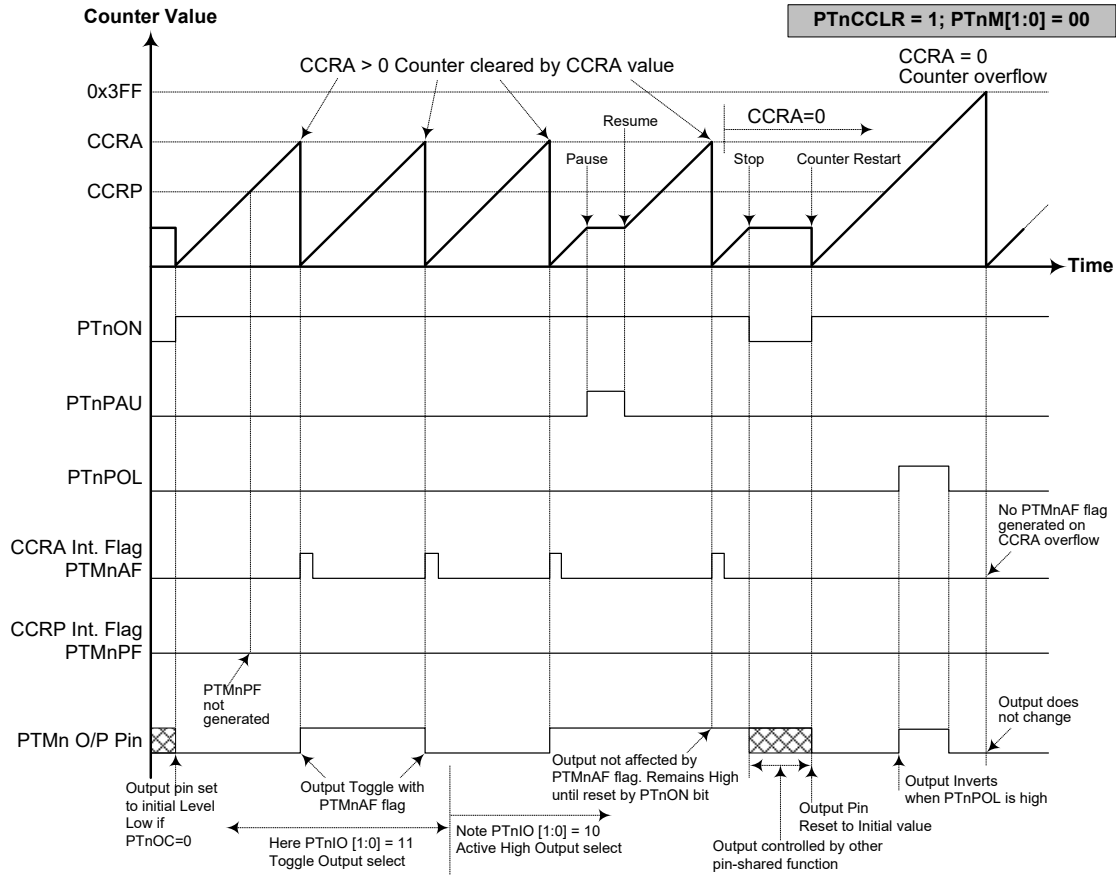 Counter Value
PTnCCLR = 1; PTnM[1:0] = 00
CCRA = 0
Counter overflow
CCRA > 0 Counter cleared by CCRA value
0x3FF
Resume
CCRA=0
CCRA
Pause
Stop
Counter Restart
CCRP
Time
PTnON
PTnPAU
PTnPOL
No PTMnAF flag
generated on
CCRA overflow
CCRA Int. Flag
PTMnAF
CCRP Int. Flag
PTMnPF
PTMnPF
not
generated
Output does
not change
PTMn O/P Pin
Output pin set
to initial Level
Low if
PTnOC=0
Output Toggle with
PTMnAF flag
Output not affected by
PTMnAF flag. Remains High
until reset by PTnON bit
Output Inverts
when PTnPOL is high
Output Pin
Reset to Initial value
Here PTnIO [1:0] = 11
Toggle Output select
Note PTnIO [1:0] = 10
Active High Output select
Output controlled by other
pin-shared function